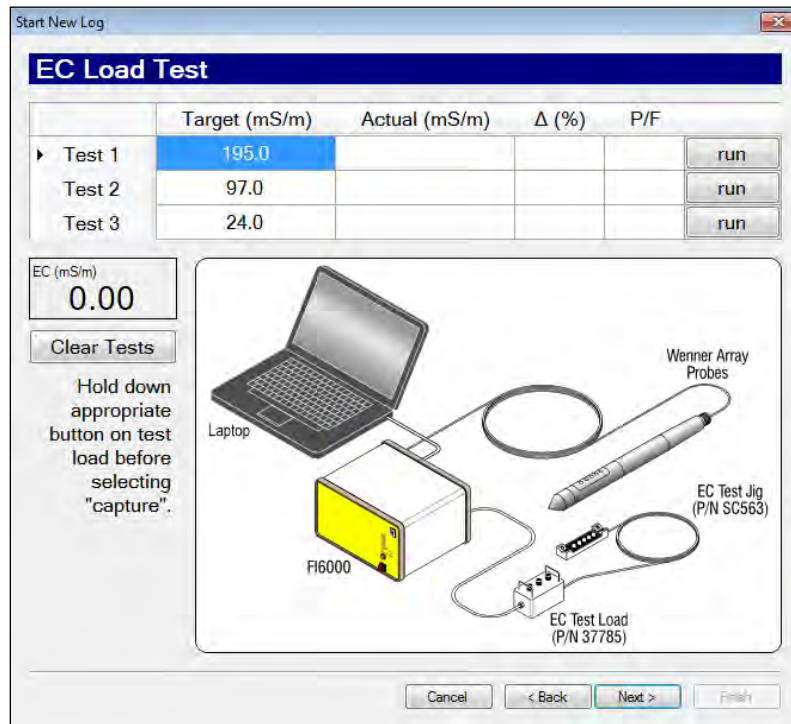 Start New Log
EC Load Test
Target (mS/m) Actual (mS/m) Δ (%) P/F
Test 1 195.0 run
Test 2 97.0 run
Test 3 24.0 run
EC (mS/m)
0.00
Clear Tests
Hold down
appropriate
button on test
load before
selecting
"capture".
Laptop
FI6000
Wenner Array
Probes
EC Test Jig
(P/N SC563)
EC Test Load
(P/N 37785)
Cancel < Back Next > Finish